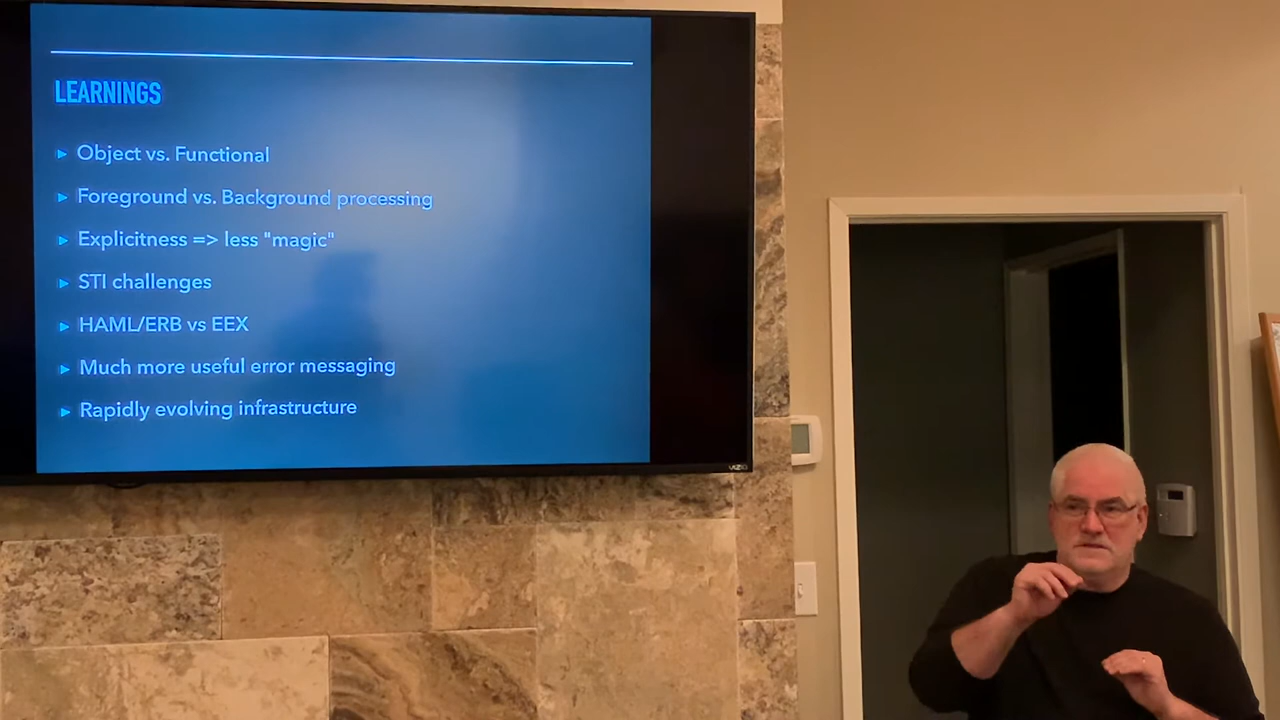 LEARNINGS
Object vs. Functional
Foreground vs. Background processing
Explicitness => less "magic"
STI challenges
HAML/ERB vs EEX
Much more useful error messaging
Rapidly evolving infrastructure
VIZIO